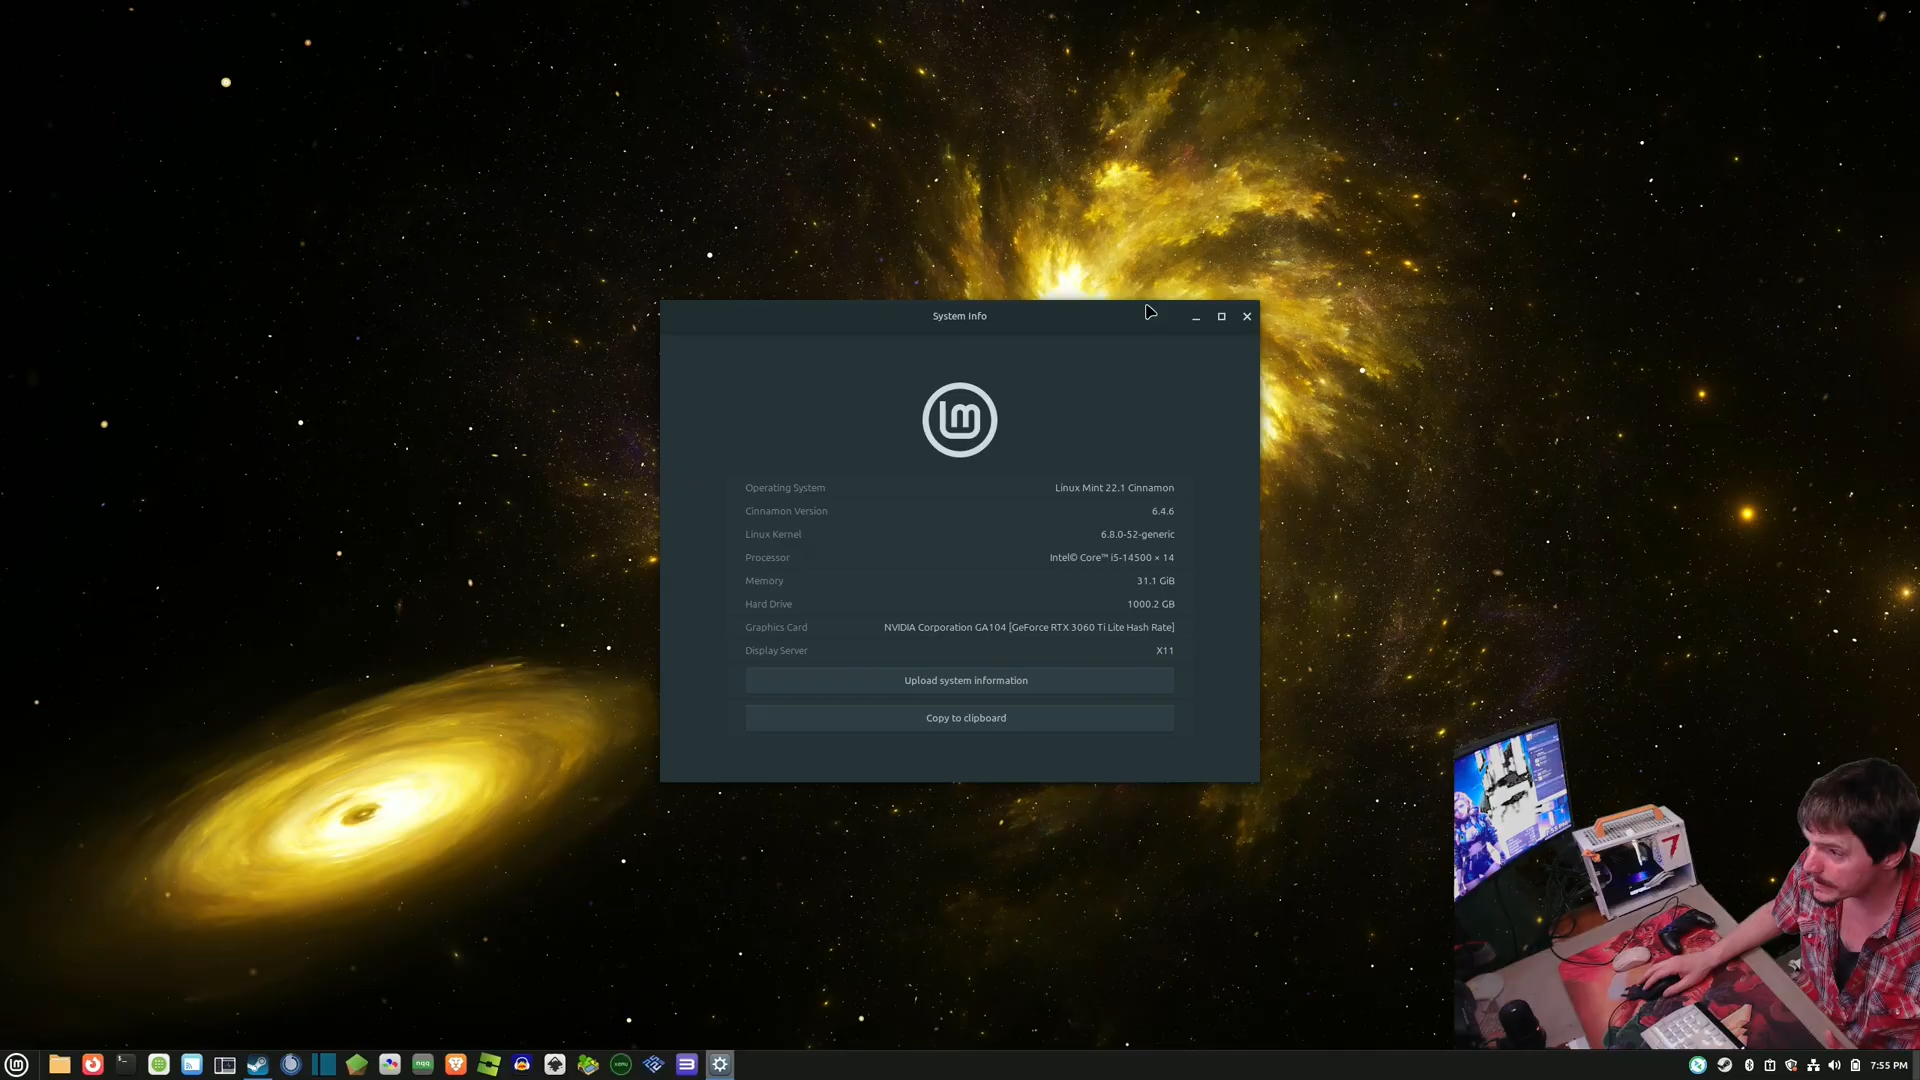 System Info
Operating System Linux Mint 22.1 Cinnamon
Cinnamon Version 6.4.6
Linux Kernel 6.8.0-52-generic
Processor Intel© Core™ i5-14500 × 14
Memory 31.1 GiB
Hard Drive 1000.2 GB
Graphics Card NVIDIA Corporation GA104 [GeForce RTX 3060 Ti Lite Hash Rate]
Display Server X11
Upload system information
Copy to clipboard
7
nqq
7:55 PM